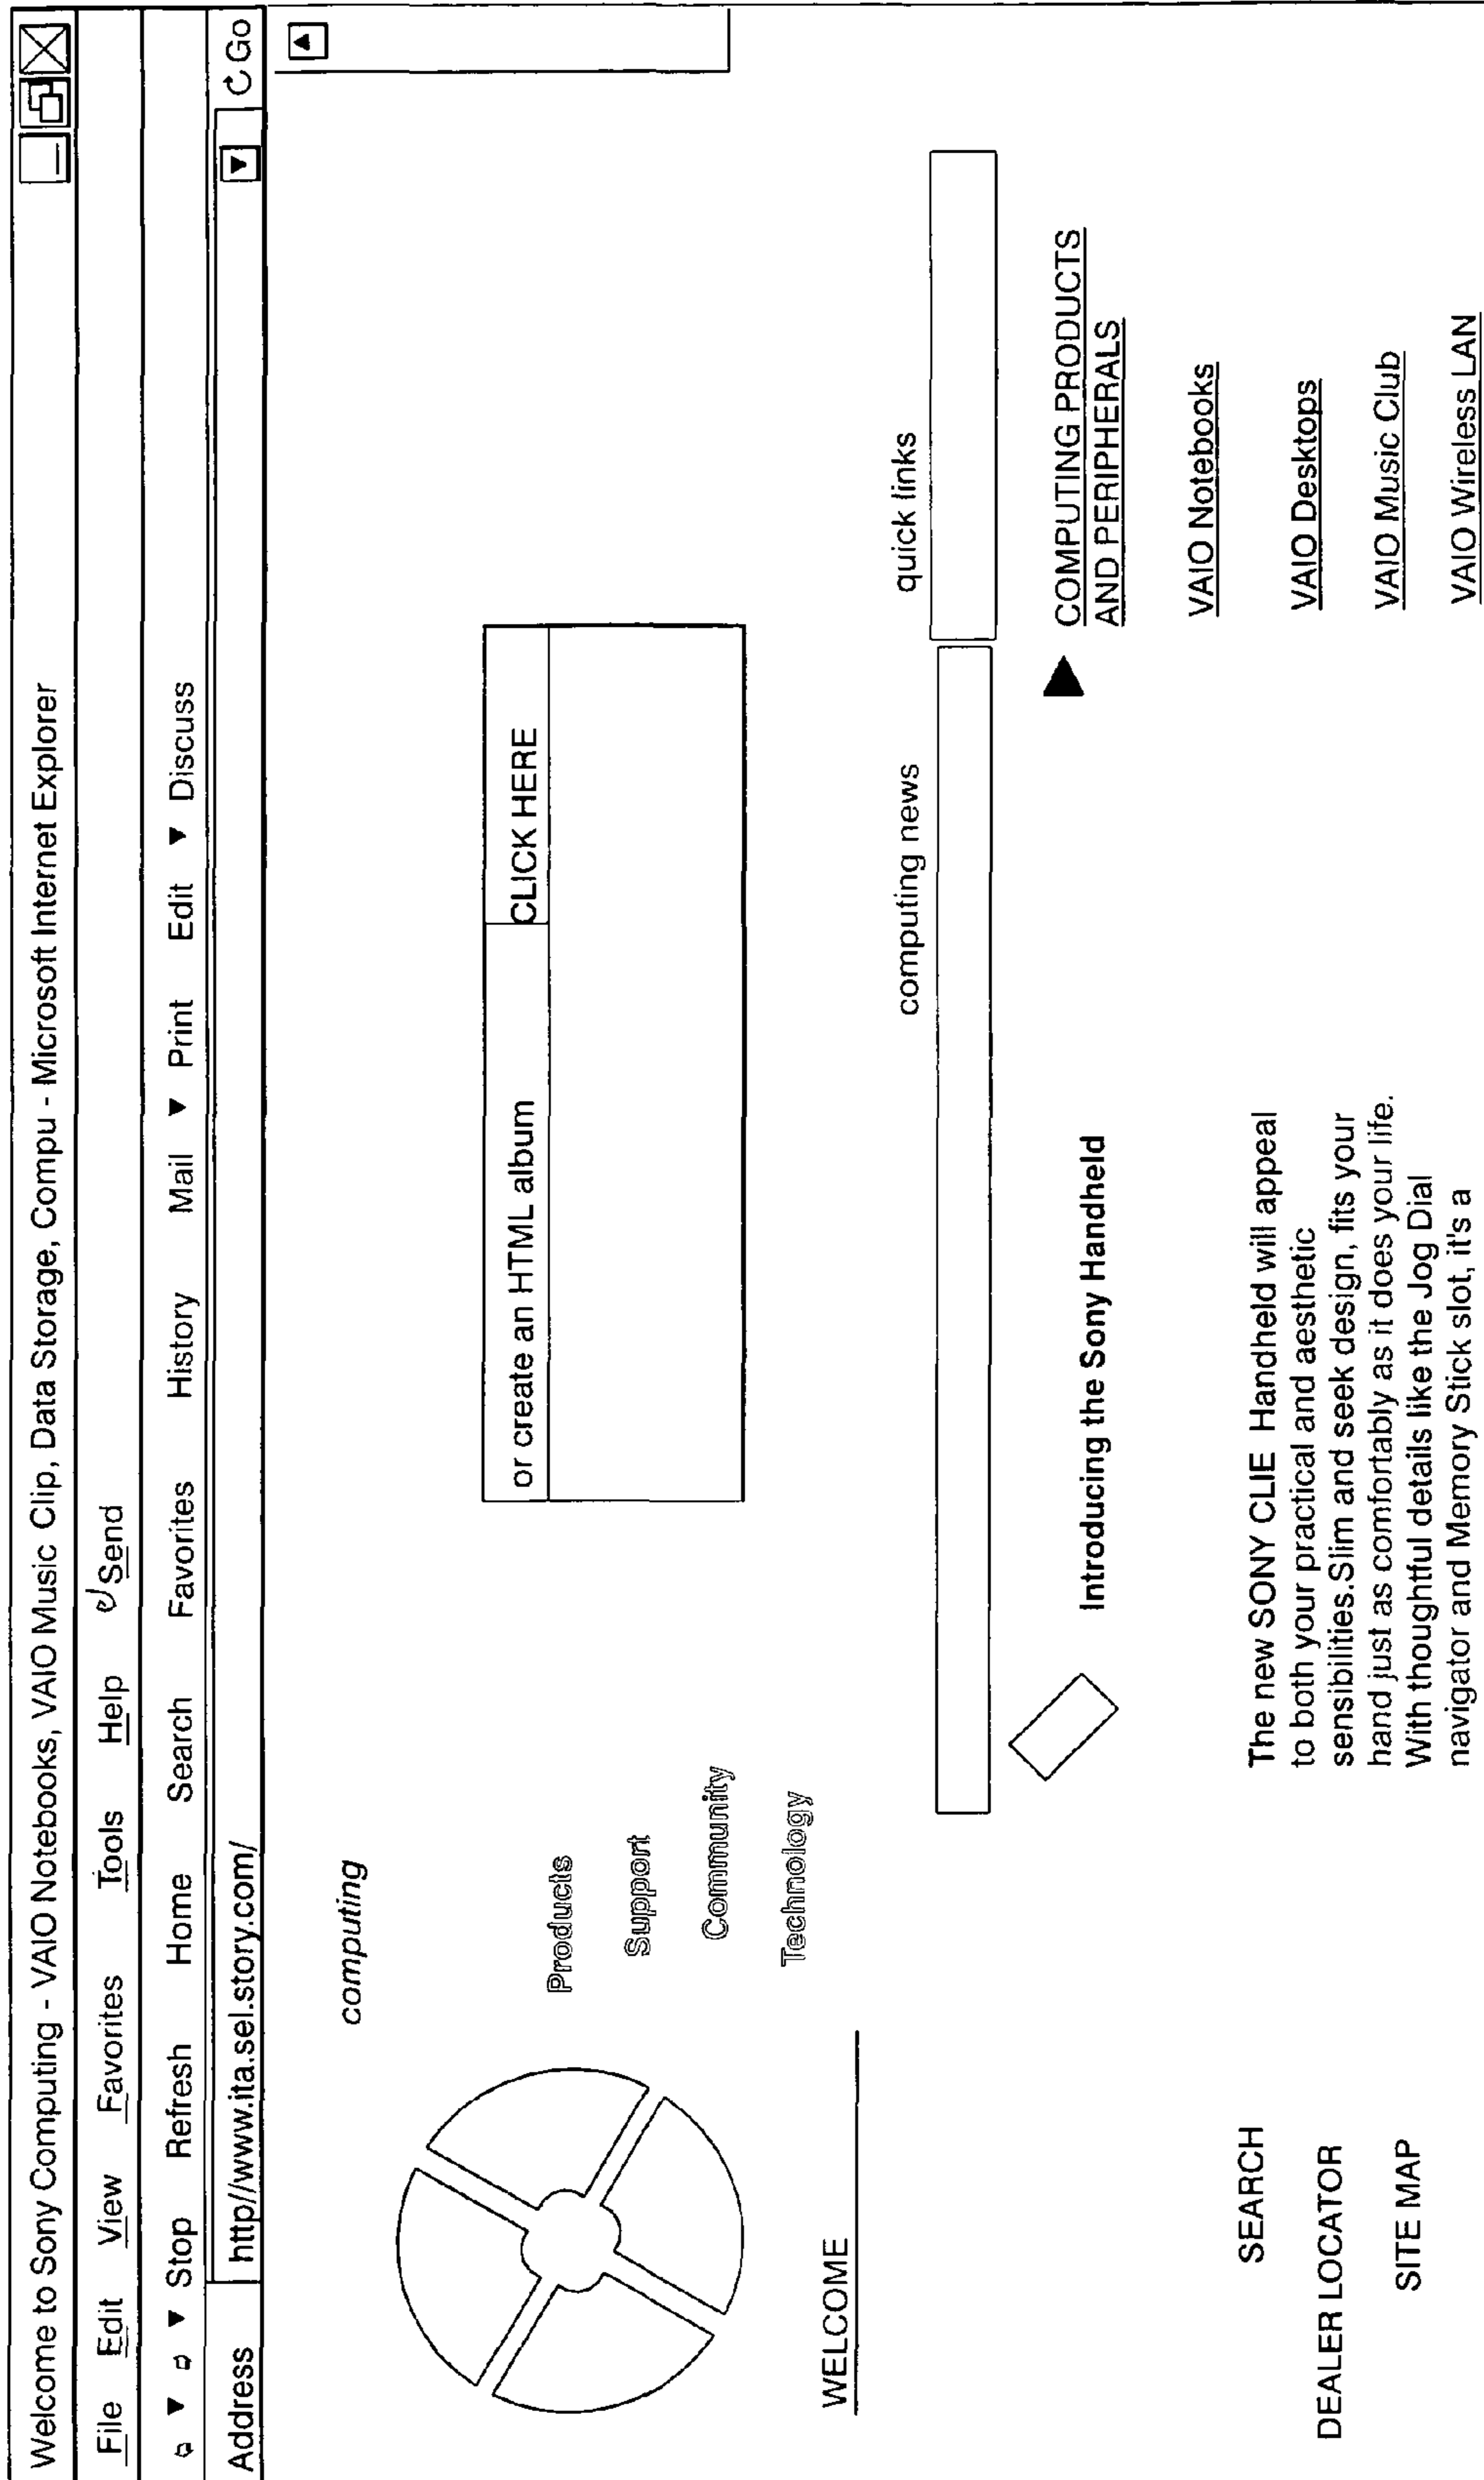 Welcome to Sony Computing - VAIO Notebooks, VAIO Music Clip, Data Storage, Compu - Microsoft Internet Explorer
File Edit View Favorites Tools Help Send
Stop Refresh Home Search Favorites History Mail Print Edit Discuss
Address http//www.ita.sel.story.com/ Go
computing
Products
Support
Community
Technology
or create an HTML album CLICK HERE
WELCOME
computing news
quick links
Introducing the Sony Handheld
The new SONY CLIE Handheld will appeal
to both your practical and aesthetic
sensibilities.Slim and seek design, fits your
hand just as comfortably as it does your life.
With thoughtful details like the Jog Dial
navigator and Memory Stick slot, it's a
COMPUTING PRODUCTS
AND PERIPHERALS
VAIO Notebooks
VAIO Desktops
VAIO Music Club
VAIO Wireless LAN
SEARCH
DEALER LOCATOR
SITE MAP